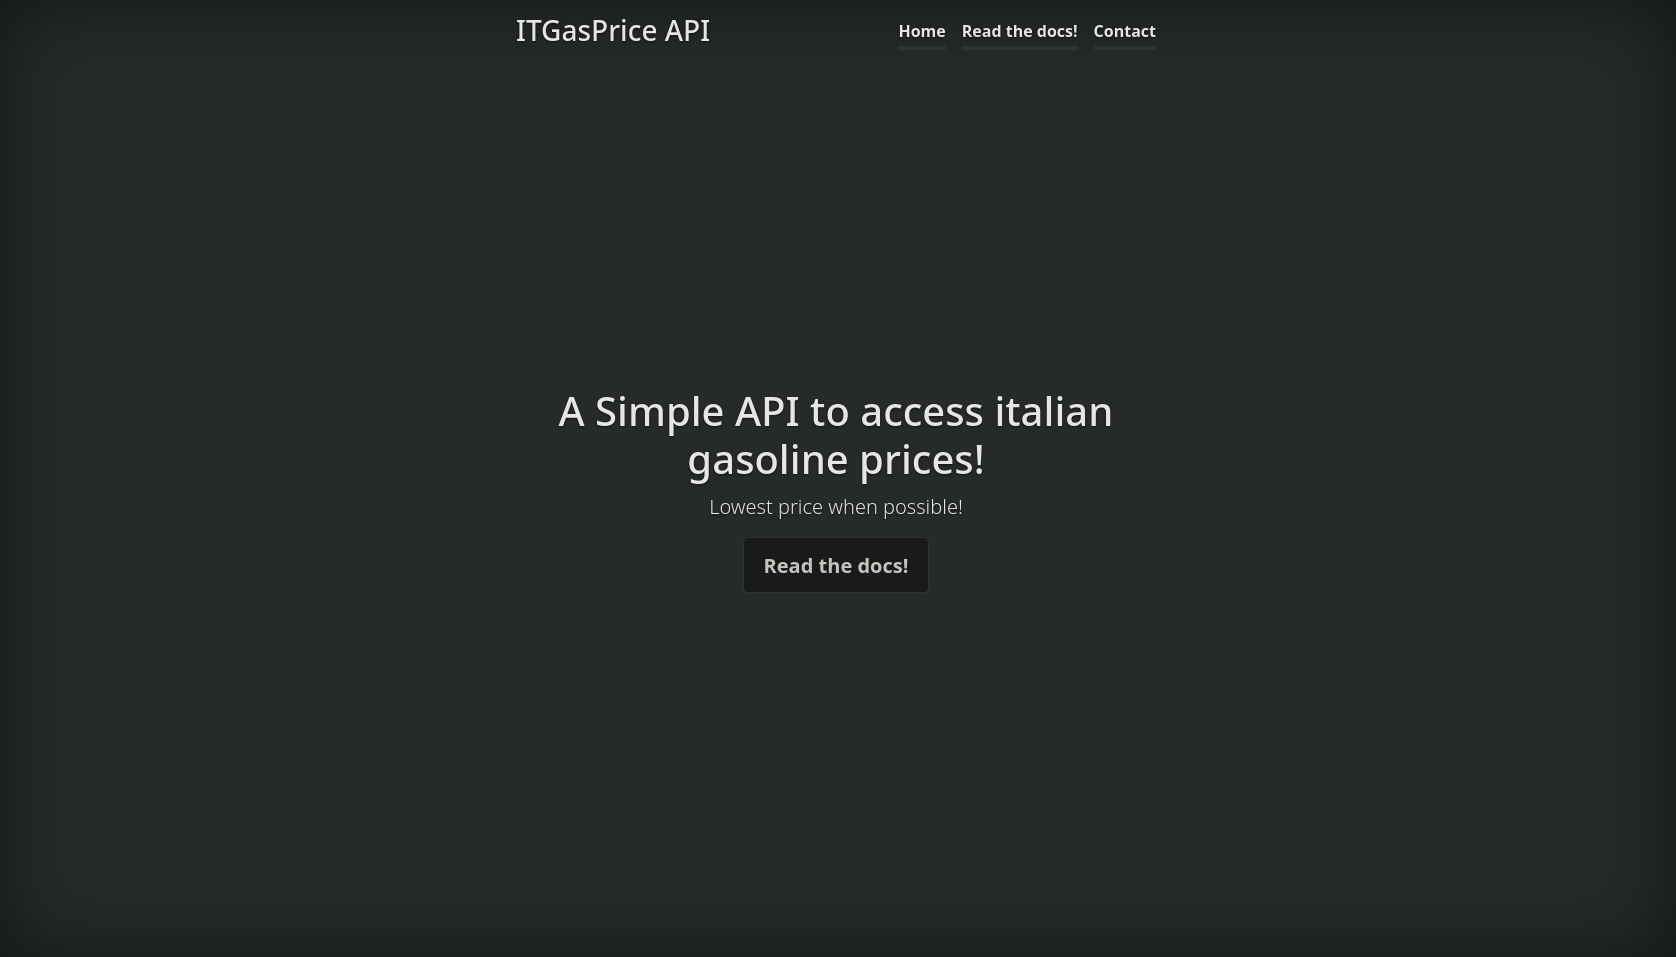 ITGasPrice API
Home Read the docs! Contact
A Simple API to access italian
gasoline prices!
Lowest price when possible!
Read the docs!